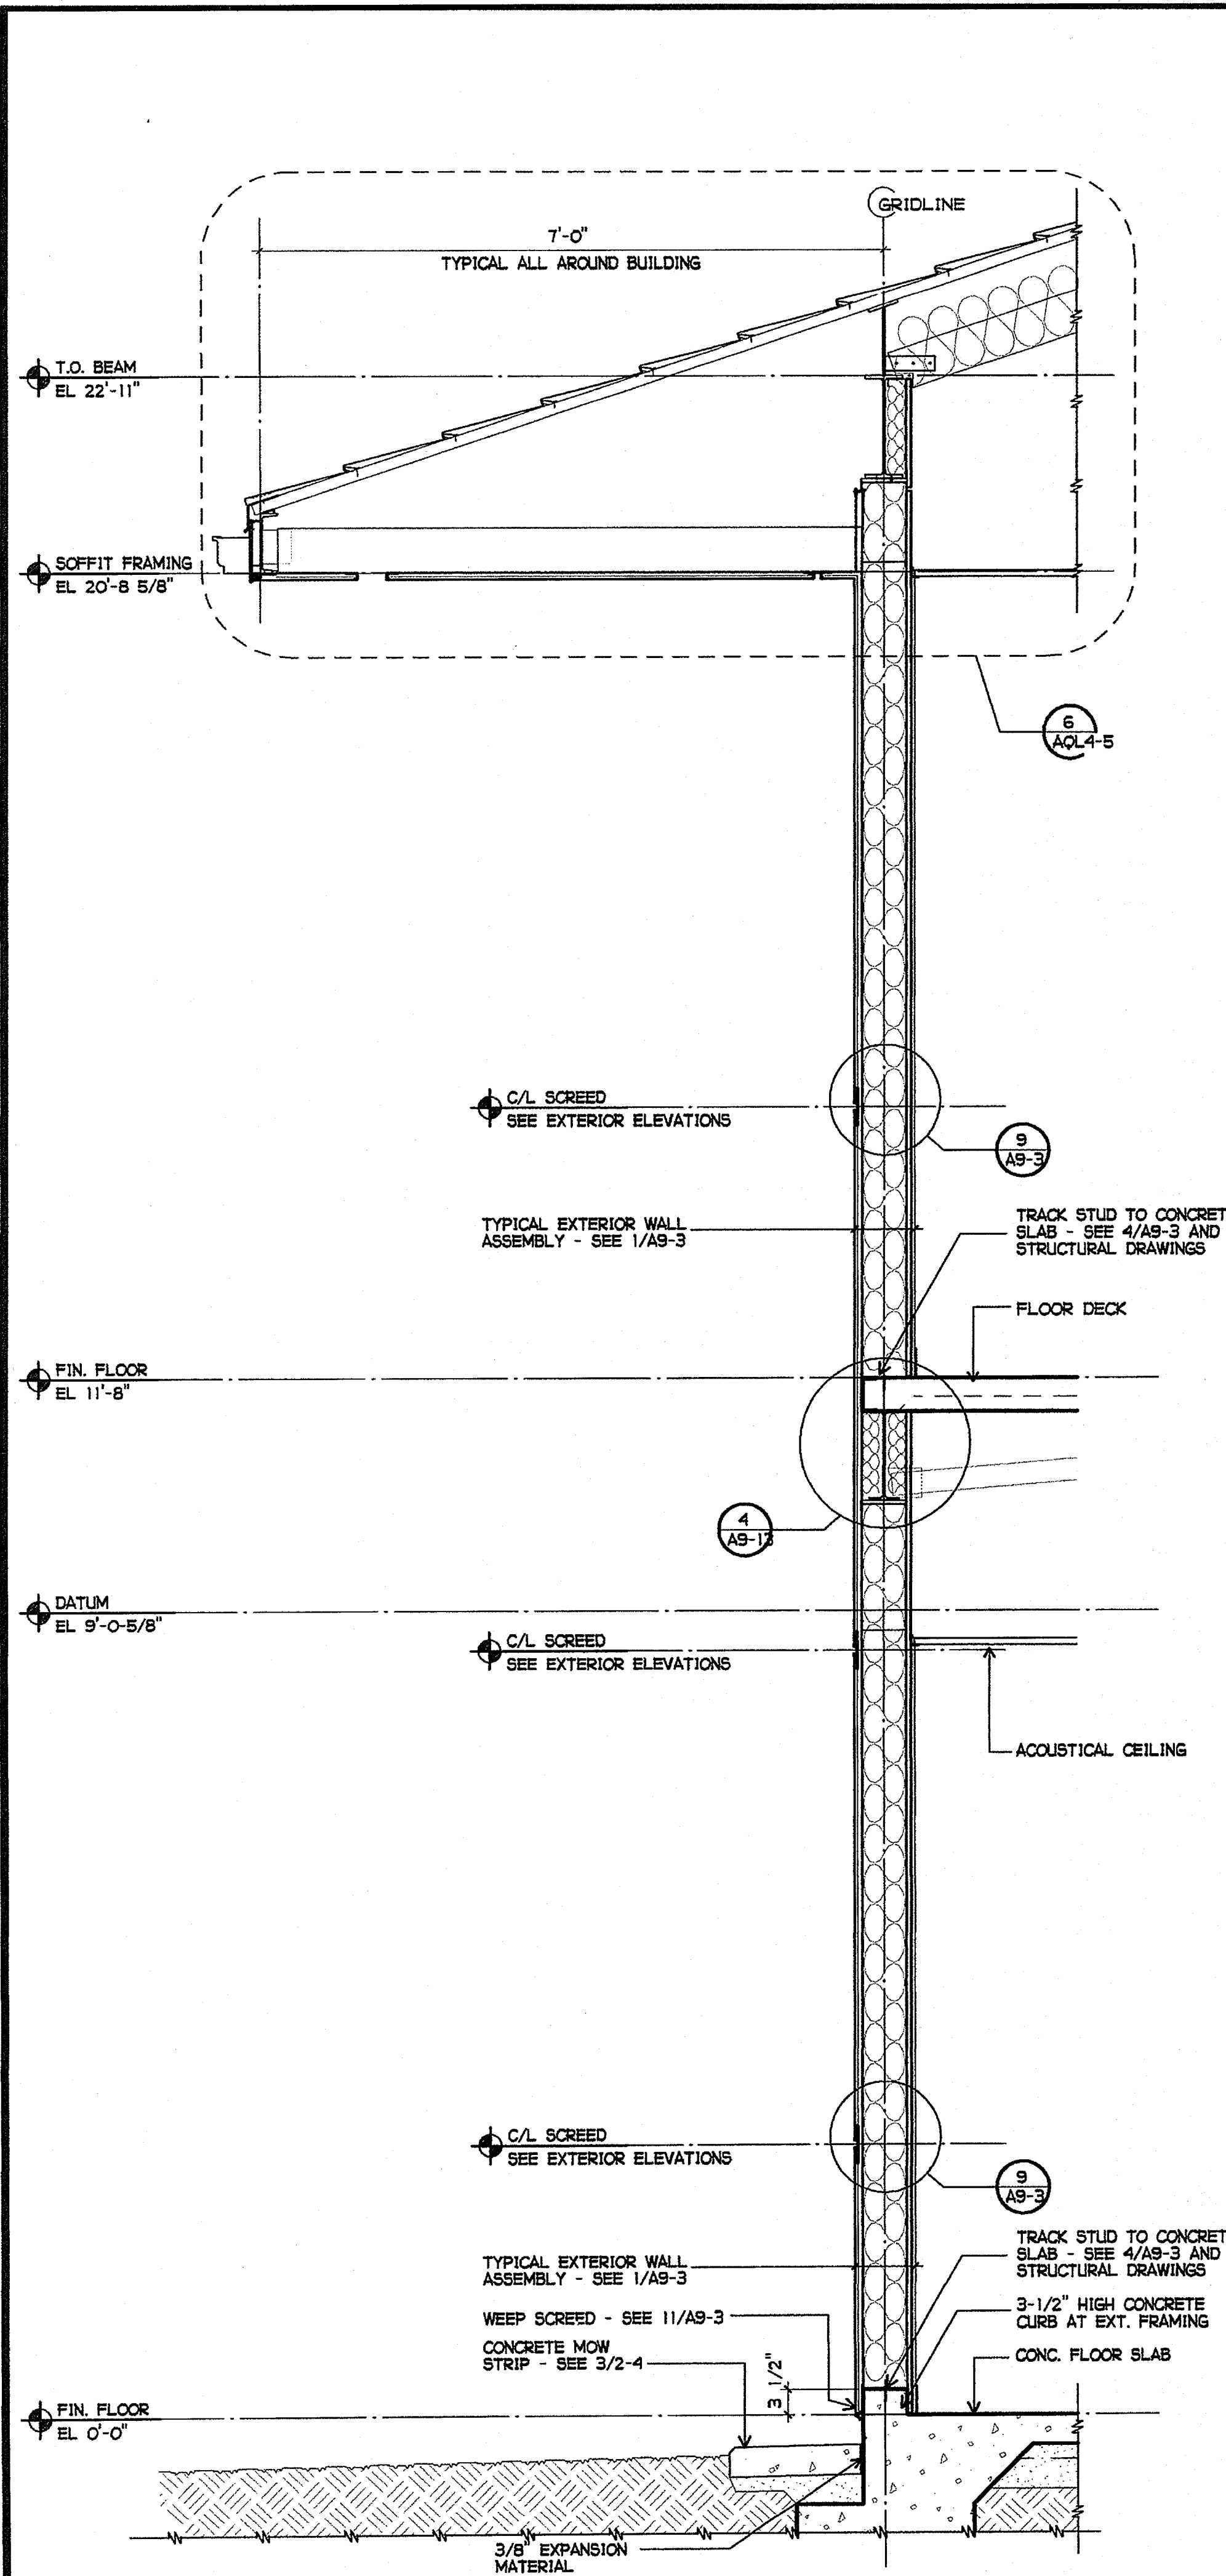 GRIDLINE
7'-0"
TYPICAL ALL AROUND BUILDING
T.O. BEAM
EL 22'-11"
SOFFIT FRAMING
EL 20'-8 5/8"
6
AQL4-5
C/L SCREED
SEE EXTERIOR ELEVATIONS
9
A9-3
TYPICAL EXTERIOR WALL
ASSEMBLY - SEE 1/A9-3
TRACK STUD TO CONCRET
SLAB - SEE 4/A9-3 AND
STRUCTURAL DRAWINGS
FLOOR DECK
FIN. FLOOR
EL 11'-8"
4
A9-13
DATUM
EL 9'-0-5/8"
C/L SCREED
SEE EXTERIOR ELEVATIONS
ACOUSTICAL CEILING
C/L SCREED
SEE EXTERIOR ELEVATIONS
9
A9-3
TYPICAL EXTERIOR WALL
ASSEMBLY - SEE 1/A9-3
TRACK STUD TO CONCRET
SLAB - SEE 4/A9-3 AND
STRUCTURAL DRAWINGS
WEEP SCREED - SEE 11/A9-3
3-1/2" HIGH CONCRETE
CURB AT EXT. FRAMING
CONCRETE MOW
STRIP - SEE 3/2-4
CONC. FLOOR SLAB
3 1/2"
FIN. FLOOR
EL 0'-0"
3/8" EXPANSION
MATERIAL